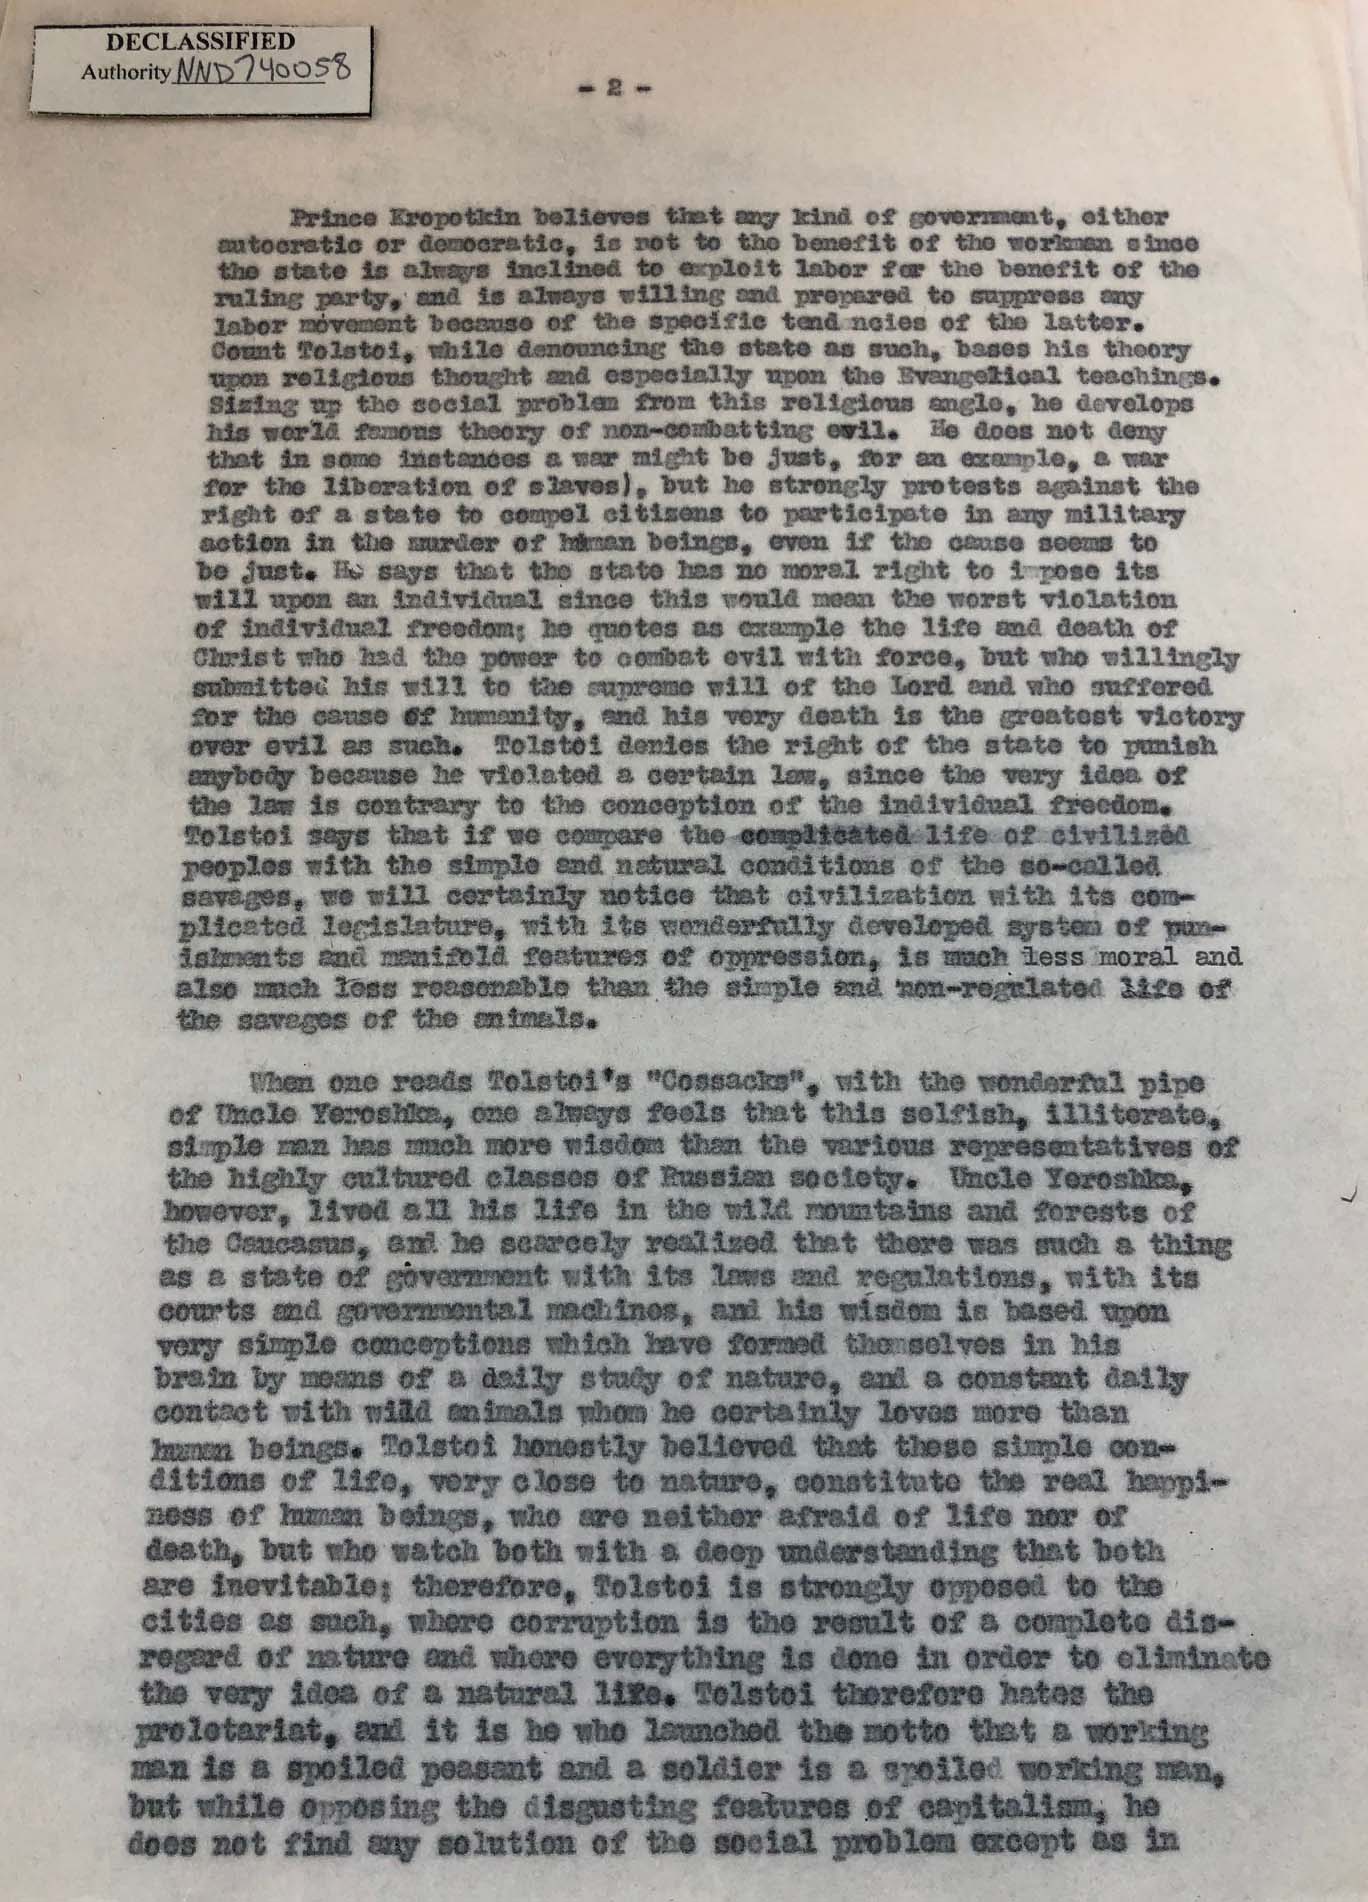 DECLASSIFIED
Authority NND740058
- 2 -
Prince Kropotkin believes that any kind of government, either
autocratic or democratic, is not to the benefit of the workman since
the state is always inclined to exploit labor for the benefit of the
ruling party, and is always willing and prepared to suppress any
labor movement because of the specific tend ncies of the latter.
Count Tolstoi, while denouncing the state as such, bases his theory
upon religious thought and especially upon the Evangelical teachings.
Sizing up the social problem from this religious angle, he develops
his world famous theory of non-combatting evil. He does not deny
that in some instances a war might be just, for an example, a war
for the liberation of slaves), but he strongly protests against the
right of a state to compel citizens to participate in any military
action in the murder of human beings, even if the cause seems to
be just. He says that the state has no moral right to impose its
will upon an individual since this would mean the worst violation
of individual freedom; he quotes as example the life and death of
Christ who had the power to combat evil with force, but who willingly
submitted his will to the supreme will of the Lord and who suffered
for the cause of humanity, and his very death is the greatest victory
over evil as such. Tolstoi denies the right of the state to punish
anybody because he violated a certain law, since the very idea of
the law is contrary to the conception of the individual freedom.
Tolstoi says that if we compare the complicated life of civilized
peoples with the simple and natural conditions of the so-called
savages, we will certainly notice that civilization with its com-
plicated legislature, with its wonderfully developed system of pun-
ishments and manifold features of oppression, is much less moral and
also much less reasonable than the simple and non-regulated life of
the savages of the animals.
When one reads Tolstoi's "Cossacks", with the wonderful pipe
of Uncle Yeroshka, one always feels that this selfish, illiterate,
simple man has much more wisdom than the various representatives of
the highly cultured classes of Russian society. Uncle Yeroshka,
however, lived all his life in the wild mountains and forests of
the Caucasus, and he scarcely realized that there was such a thing
as a state of government with its laws and regulations, with its
courts and governmental machines, and his wisdom is based upon
very simple conceptions which have formed themselves in his
brain by means of a daily study of nature, and a constant daily
contact with wild animals whom he certainly loves more than
human beings. Tolstoi honestly believed that these simple con-
ditions of life, very close to nature, constitute the real happi-
ness of human beings, who are neither afraid of life nor of
death, but who watch both with a deep understanding that both
are inevitable; therefore, Tolstoi is strongly opposed to the
cities as such, where corruption is the result of a complete dis-
regard of nature and where everything is done in order to eliminate
the very idea of a natural life. Tolstoi therefore hates the
proletariat, and it is he who launched the motto that a working
man is a spoiled peasant and a soldier is a spoiled working man,
but while opposing the disgusting features of capitalism, he
does not find any solution of the social problem except as in